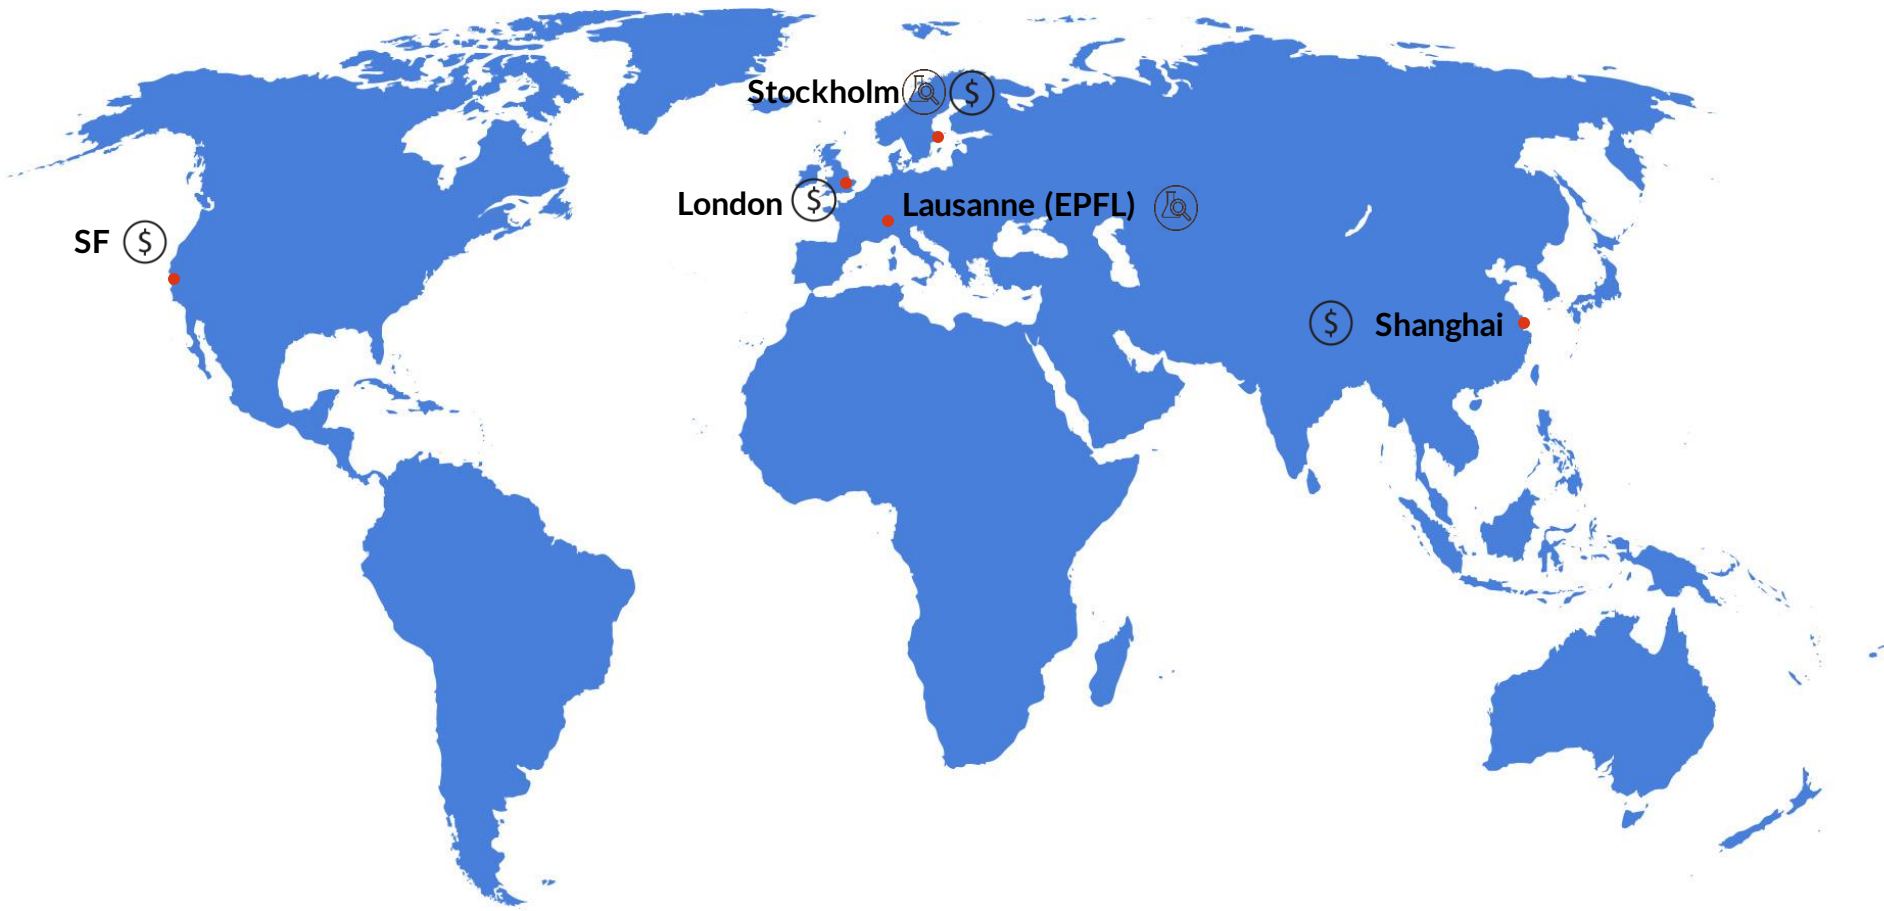 Stockholm $
London $
Lausanne (EPFL)
SF $
$ Shanghai